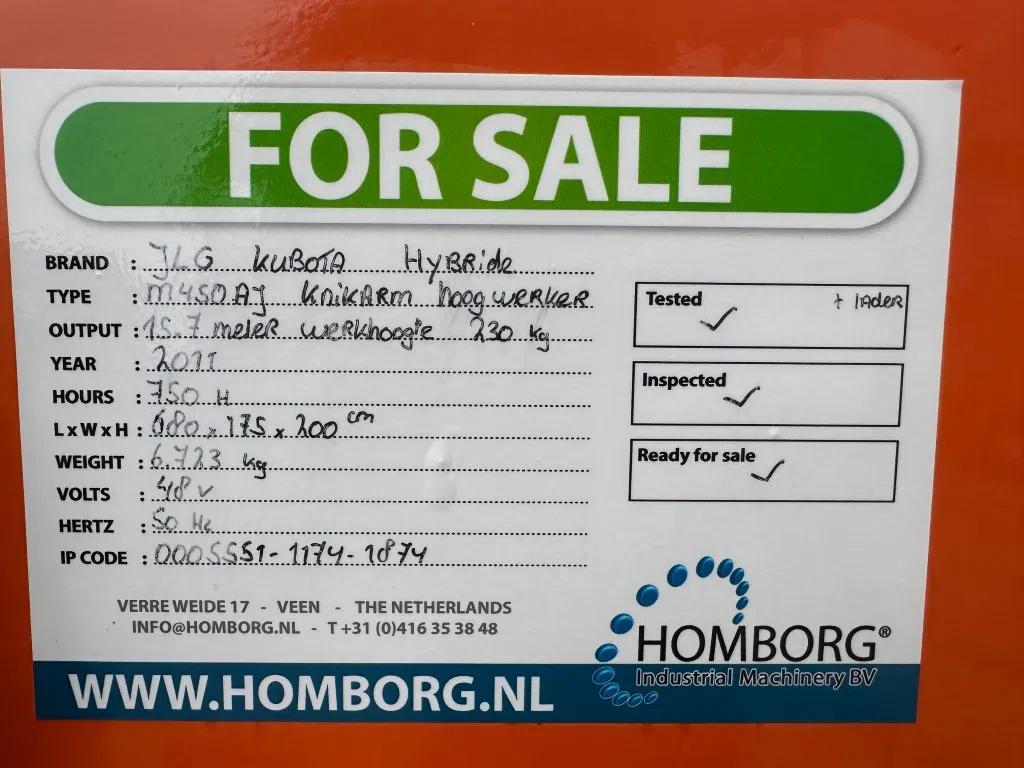 FOR SALE
BRAND : JLG KUBOTA HYBRide
TYPE : M450AJ KnikARM hoogwERKER
OUTPUT : 15.7 meteR wERKhoogte 230 kg
YEAR : 2011
HOURS : 750 H
L x W x H : 680 x 175 x 200 cm
WEIGHT : 6.723 kg
VOLTS : 48 v
HERTZ : 50 Hz
IP CODE : 0005551-1174-1874
Tested ✓ + lAdER
Inspected ✓
Ready for sale ✓
VERRE WEIDE 17 - VEEN - THE NETHERLANDS
INFO@HOMBORG.NL - T +31 (0)416 35 38 48
HOMBORG®
Industrial Machinery BV
WWW.HOMBORG.NL